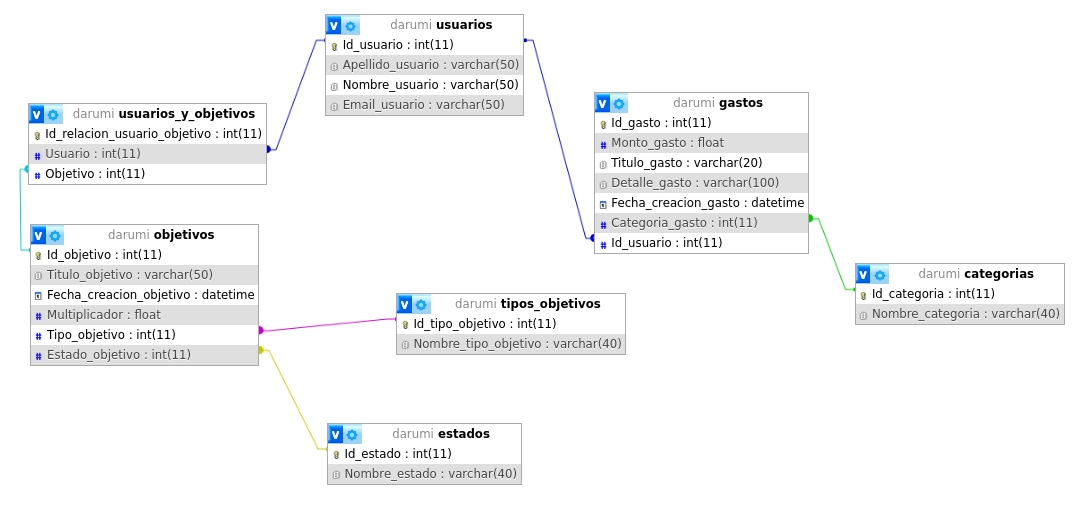 darumi usuarios
Id_usuario : int(11)
Apellido_usuario : varchar(50)
Nombre_usuario : varchar(50)
Email_usuario : varchar(50)
darumi usuarios_y_objetivos
Id_relacion_usuario_objetivo : int(11)
# Usuario : int(11)
# Objetivo : int(11)
darumi gastos
Id_gasto : int(11)
# Monto_gasto : float
Titulo_gasto : varchar(20)
Detalle_gasto : varchar(100)
Fecha_creacion_gasto : datetime
# Categoria_gasto : int(11)
# Id_usuario : int(11)
darumi objetivos
Id_objetivo : int(11)
Titulo_objetivo : varchar(50)
Fecha_creacion_objetivo : datetime
# Multiplicador : float
# Tipo_objetivo : int(11)
# Estado_objetivo : int(11)
darumi categorias
Id_categoria : int(11)
Nombre_categoria : varchar(40)
darumi tipos_objetivos
Id_tipo_objetivo : int(11)
Nombre_tipo_objetivo : varchar(40)
darumi estados
Id_estado : int(11)
Nombre_estado : varchar(40)